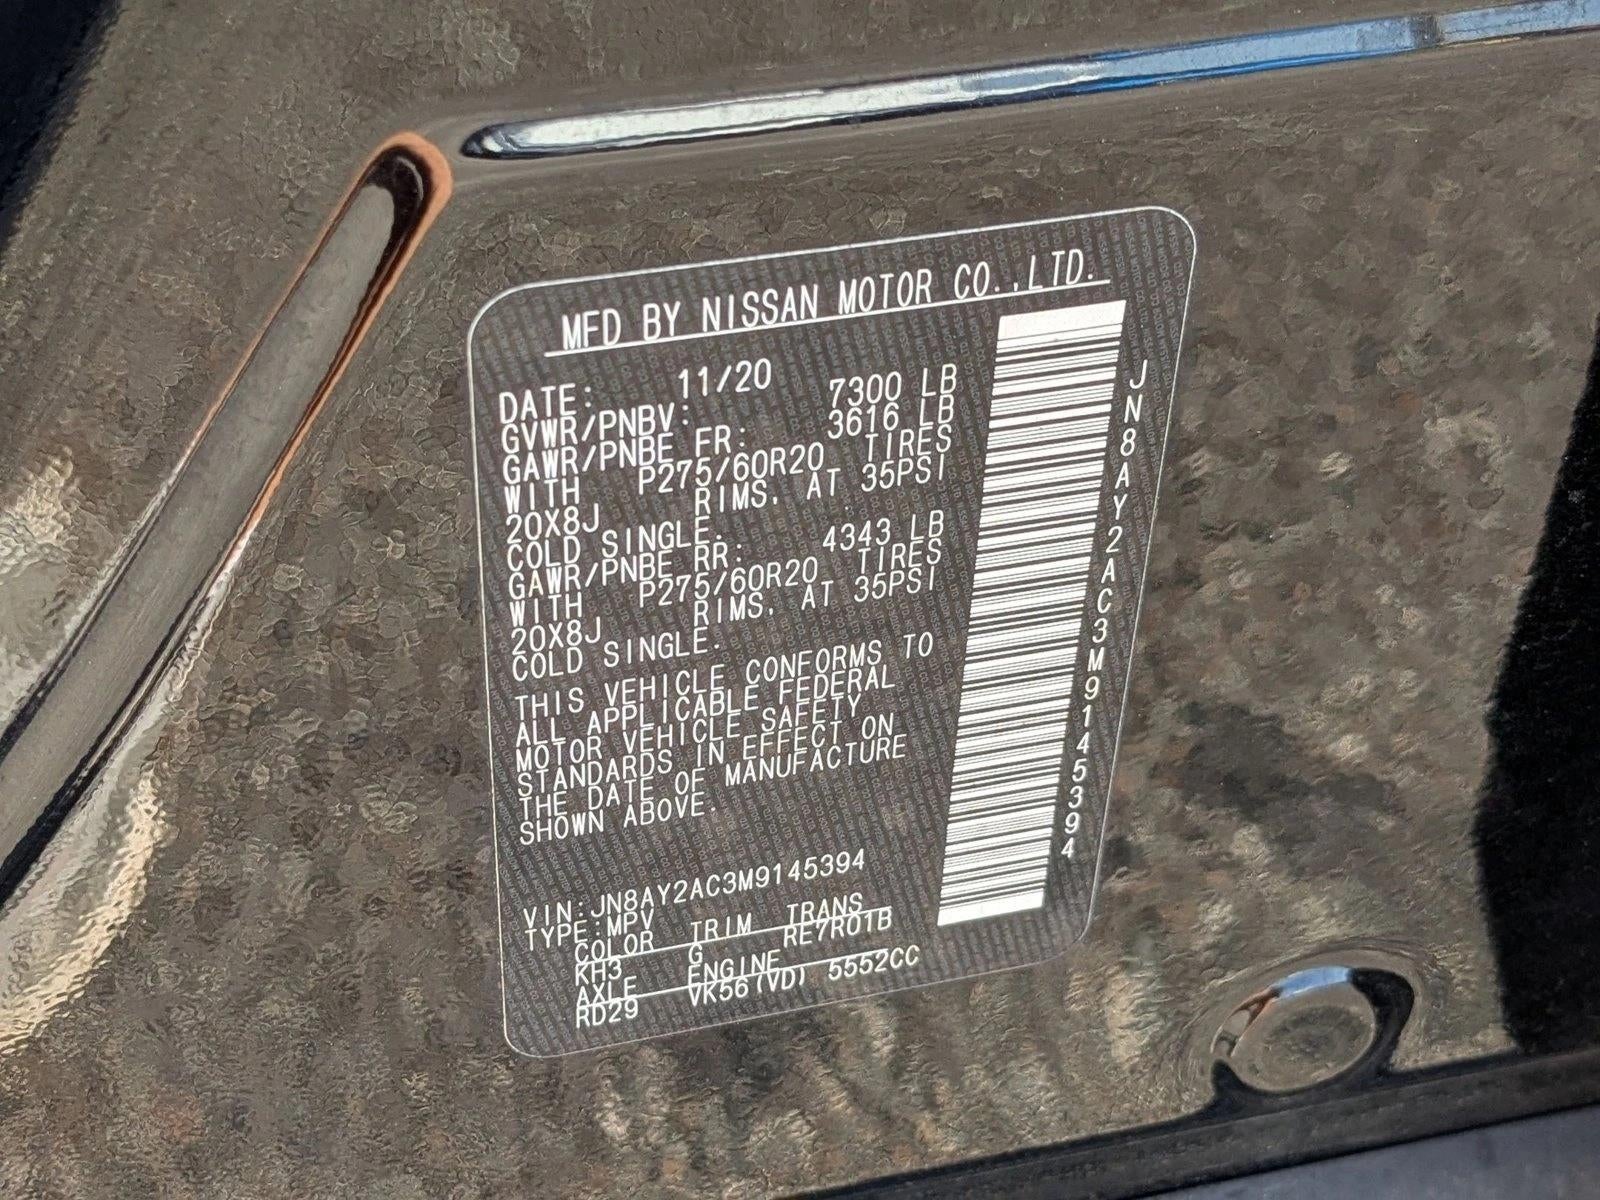 MFD BY NISSAN MOTOR CO.,LTD.
DATE: 11/20
GVWR/PNBV: 7300 LB
GAWR/PNBE FR: 3616 LB
WITH P275/60R20 TIRES
20X8J RIMS, AT 35PSI
COLD SINGLE.
GAWR/PNBE RR: 4343 LB
WITH P275/60R20 TIRES
20X8J RIMS, AT 35PSI
COLD SINGLE.
THIS VEHICLE CONFORMS TO
ALL APPLICABLE FEDERAL
MOTOR VEHICLE SAFETY
STANDARDS IN EFFECT ON
THE DATE OF MANUFACTURE
SHOWN ABOVE.
VIN:JN8AY2AC3M9145394
TYPE:MPV
COLOR TRIM TRANS
KH3 G RE7R01B
AXLE ENGINE
RD29 VK56(VD) 5552CC
JN8AY2AC3M9145394